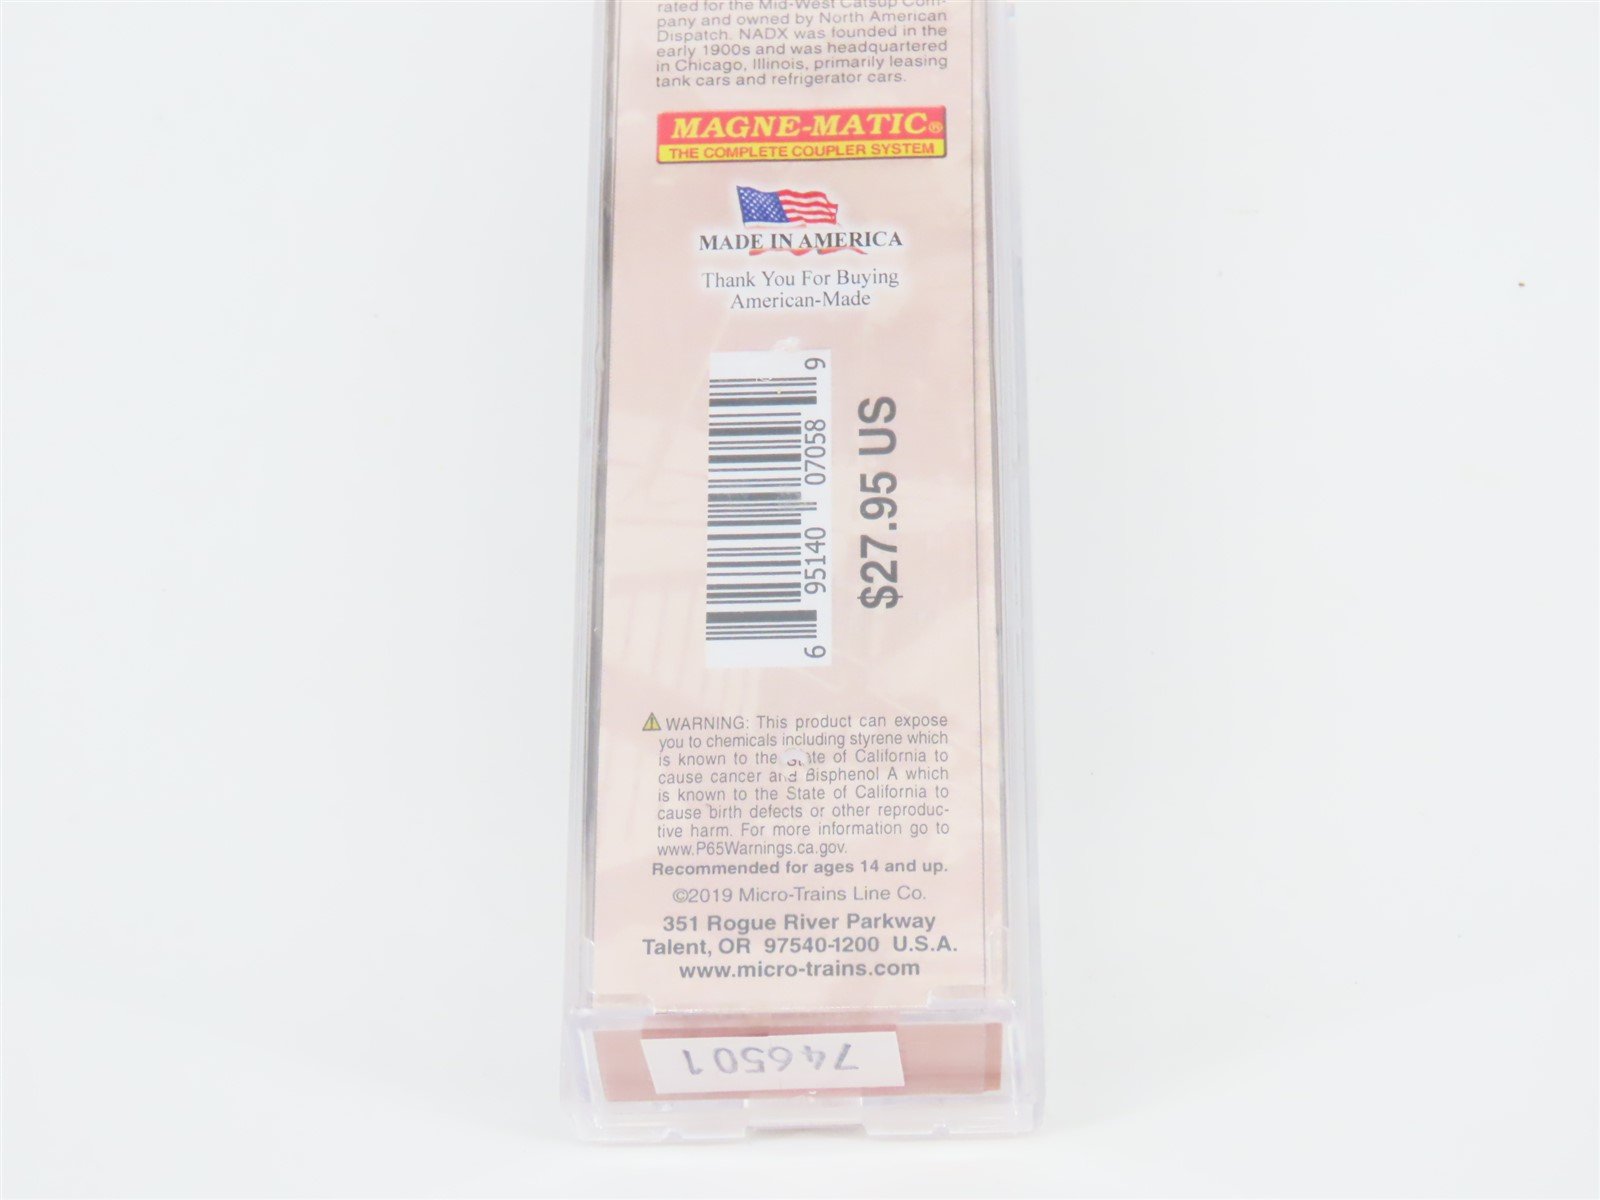 rated for the Mid-West Catsup Com-
pany and owned by North American
Dispatch. NADX was founded in the
early 1900s and was headquartered
in Chicago, Illinois, primarily leasing
tank cars and refrigerator cars.
MAGNE-MATIC®
THE COMPLETE COUPLER SYSTEM
MADE IN AMERICA
Thank You For Buying
American-Made
6 95140 07058 9
$27.95 US
⚠ WARNING: This product can expose
you to chemicals including styrene which
is known to the State of California to
cause cancer and Bisphenol A which
is known to the State of California to
cause birth defects or other reproduc-
tive harm. For more information go to
www.P65Warnings.ca.gov.
Recommended for ages 14 and up.
©2019 Micro-Trains Line Co.
351 Rogue River Parkway
Talent, OR 97540-1200 U.S.A.
www.micro-trains.com
746501